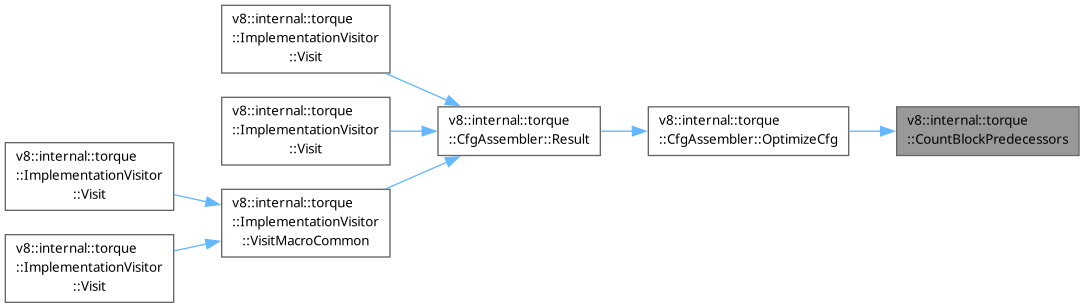 v8::internal::torque
::ImplementationVisitor
::Visit
v8::internal::torque
::ImplementationVisitor
::Visit
v8::internal::torque
::CfgAssembler::Result
v8::internal::torque
::CfgAssembler::OptimizeCfg
v8::internal::torque
::CountBlockPredecessors
v8::internal::torque
::ImplementationVisitor
::Visit
v8::internal::torque
::ImplementationVisitor
::VisitMacroCommon
v8::internal::torque
::ImplementationVisitor
::Visit